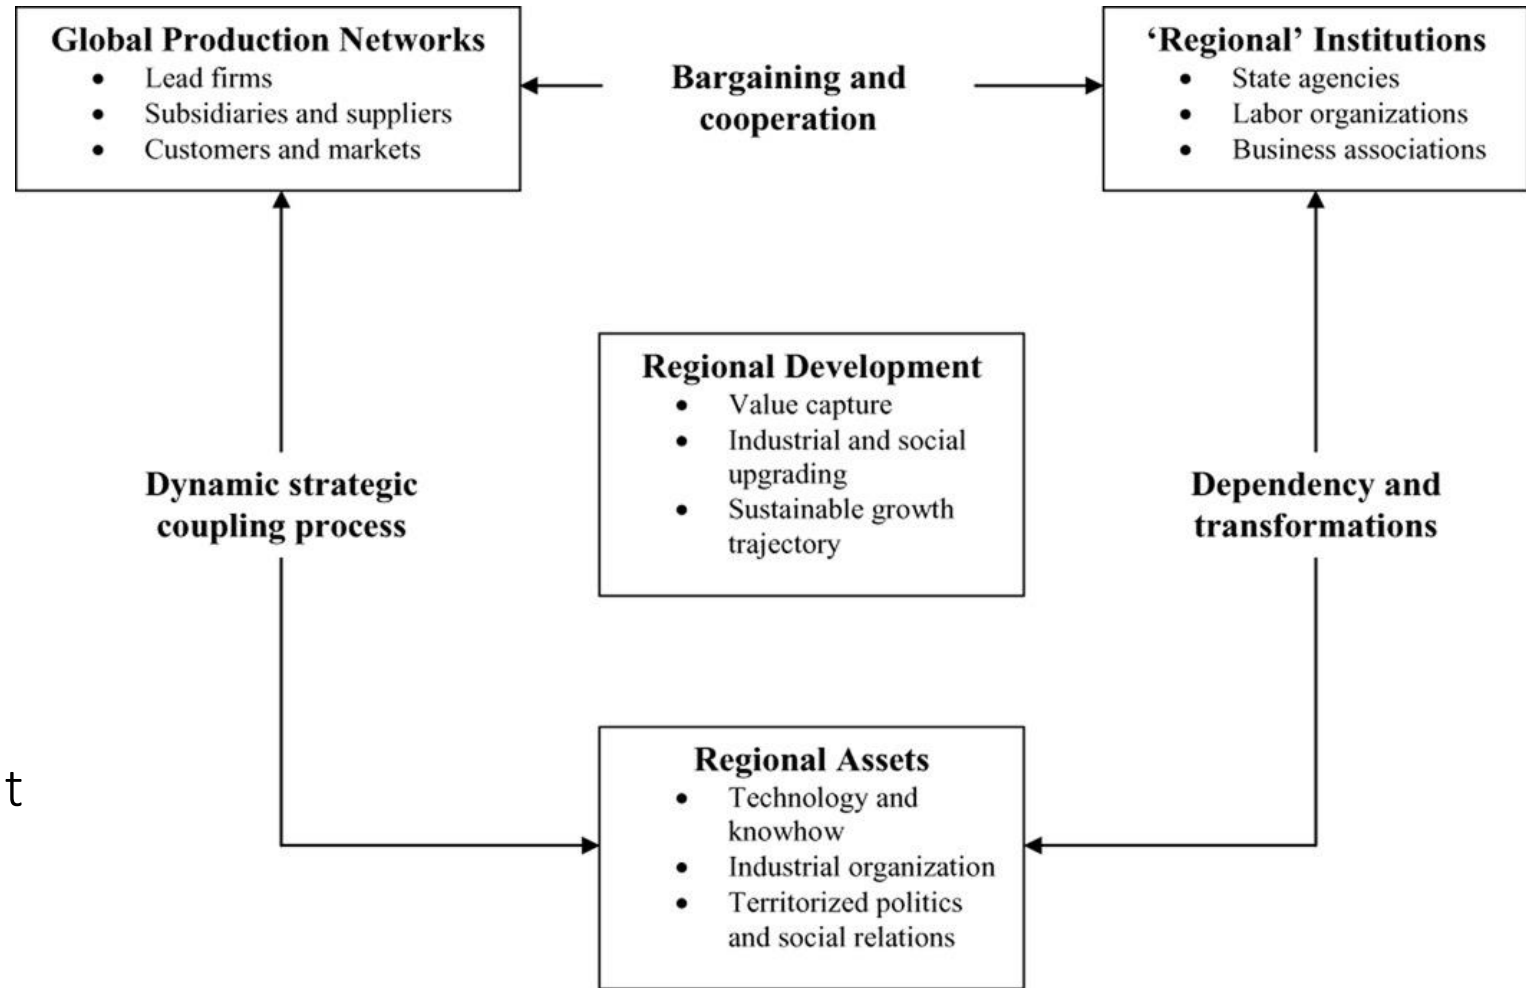 Global Production Networks
• Lead firms
• Subsidiaries and suppliers
• Customers and markets
Bargaining and
cooperation
‘Regional’ Institutions
• State agencies
• Labor organizations
• Business associations
Regional Development
• Value capture
• Industrial and social
upgrading
• Sustainable growth
trajectory
Dynamic strategic
coupling process
Dependency and
transformations
Regional Assets
• Technology and
knowhow
• Industrial organization
• Territorized politics
and social relations
t